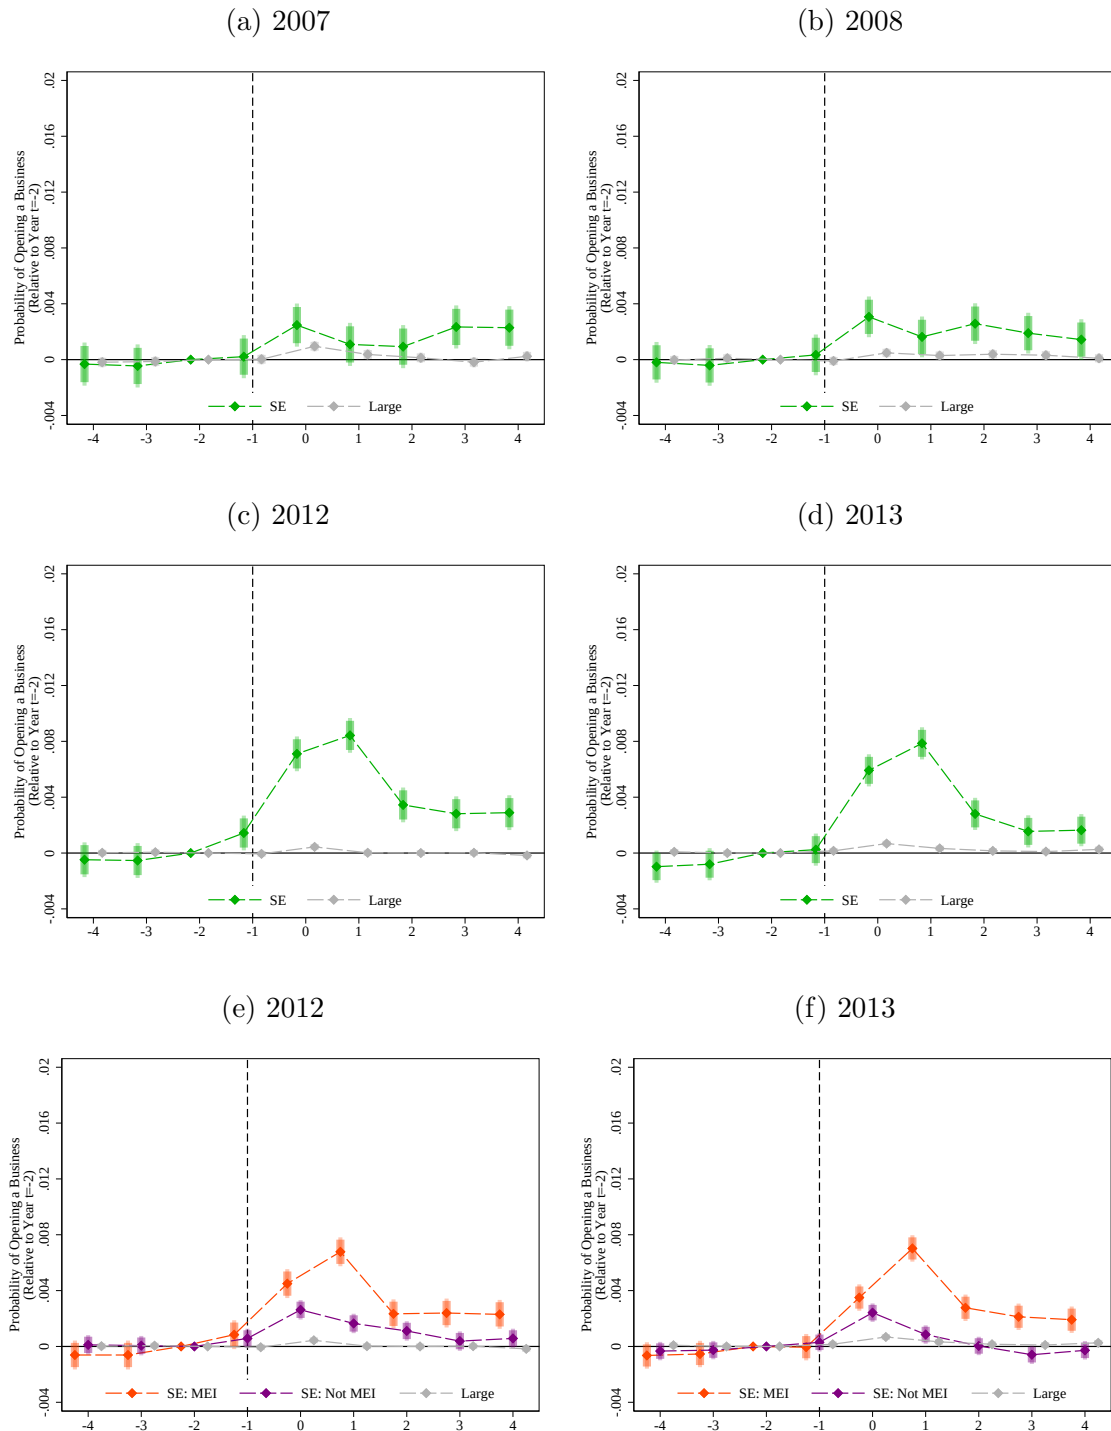 (a) 2007
Probability of Opening a Business
(Relative to Year t=-2)
.02
.016
.012
.008
.004
0
-.004
SE
Large
-4 -3 -2 -1 0 1 2 3 4
(b) 2008
Probability of Opening a Business
(Relative to Year t=-2)
.02
.016
.012
.008
.004
0
-.004
SE
Large
-4 -3 -2 -1 0 1 2 3 4
(c) 2012
Probability of Opening a Business
(Relative to Year t=-2)
.02
.016
.012
.008
.004
0
-.004
SE
Large
-4 -3 -2 -1 0 1 2 3 4
(d) 2013
Probability of Opening a Business
(Relative to Year t=-2)
.02
.016
.012
.008
.004
0
-.004
SE
Large
-4 -3 -2 -1 0 1 2 3 4
(e) 2012
Probability of Opening a Business
(Relative to Year t=-2)
.02
.016
.012
.008
.004
0
-.004
SE: MEI
SE: Not MEI
Large
-4 -3 -2 -1 0 1 2 3 4
(f) 2013
Probability of Opening a Business
(Relative to Year t=-2)
.02
.016
.012
.008
.004
0
-.004
SE: MEI
SE: Not MEI
Large
-4 -3 -2 -1 0 1 2 3 4